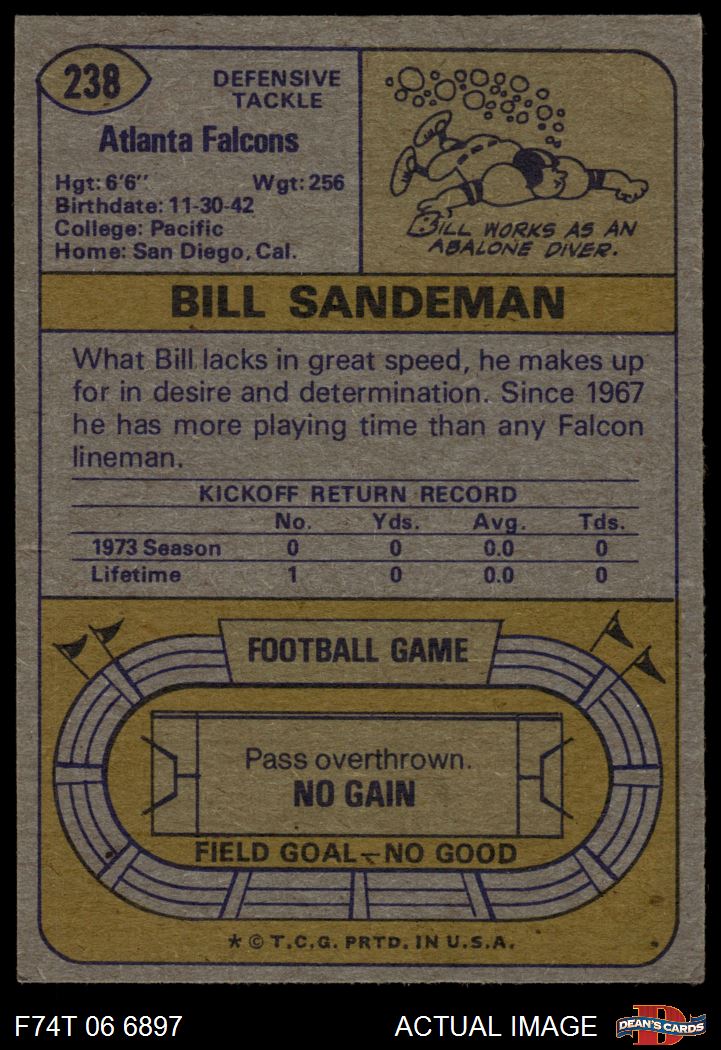 238
DEFENSIVE
TACKLE
Atlanta Falcons
Hgt: 6'6" Wgt: 256
Birthdate: 11-30-42
College: Pacific
Home: San Diego, Cal.
BILL WORKS AS AN
ABALONE DIVER.
BILL SANDEMAN
What Bill lacks in great speed, he makes up
for in desire and determination. Since 1967
he has more playing time than any Falcon
lineman.
KICKOFF RETURN RECORD
No. Yds. Avg. Tds.
1973 Season 0 0 0.0 0
Lifetime 1 0 0.0 0
FOOTBALL GAME
Pass overthrown.
NO GAIN
FIELD GOAL—NO GOOD
* © T.C.G. PRTD. IN U.S.A.
F74T 06 6897 ACTUAL IMAGE
D
DEAN'S CARDS